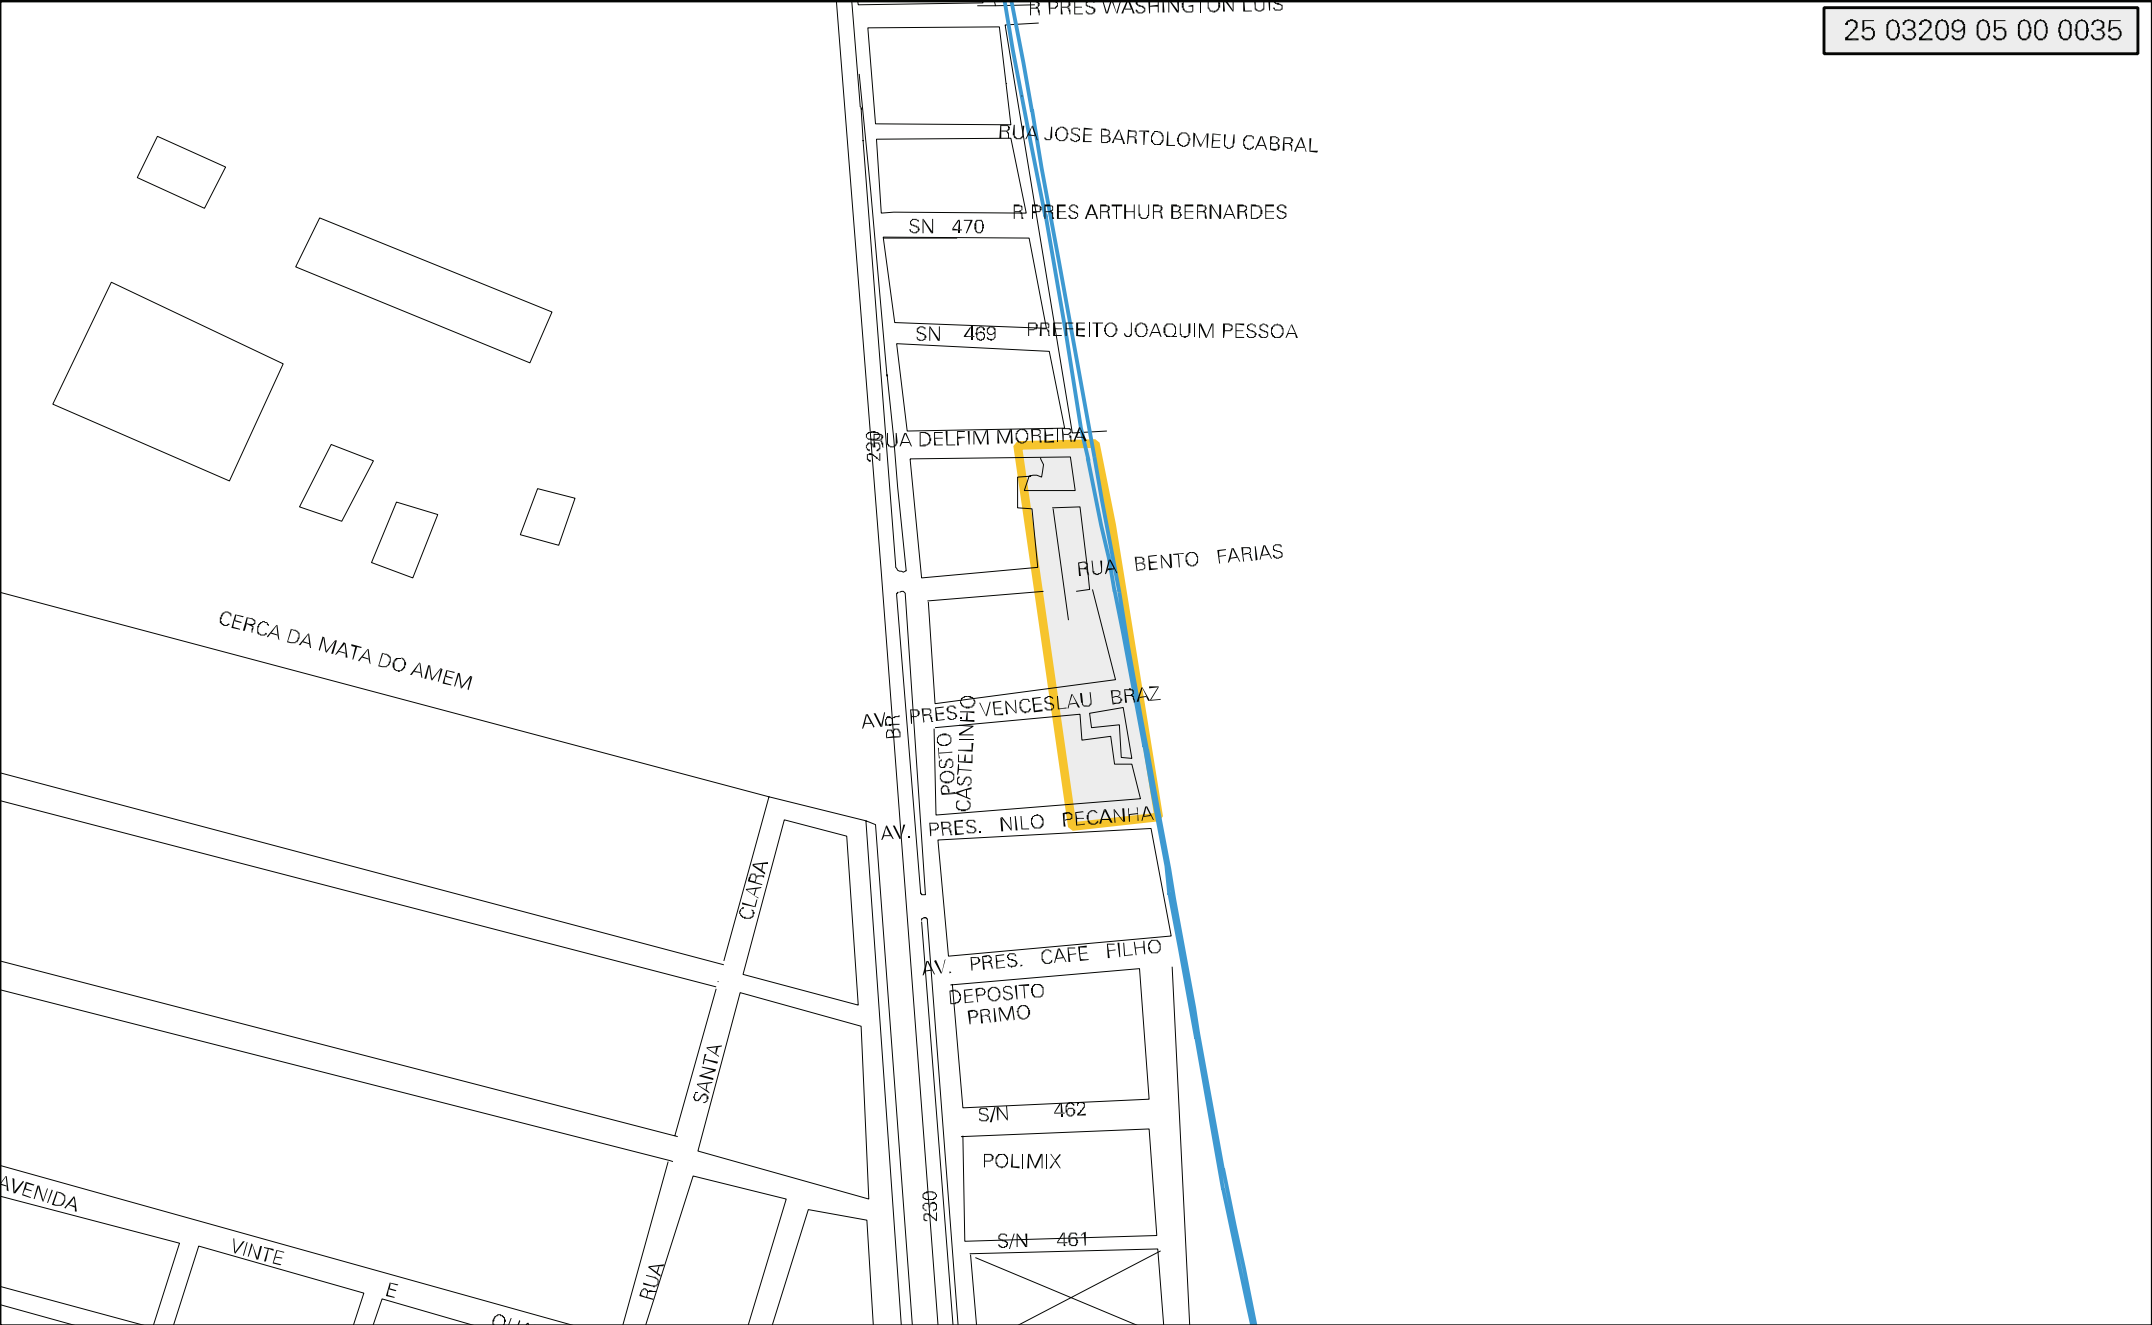 R PRES WASHINGTON LUIS
25 03209 05 00 0035
RUA JOSE BARTOLOMEU CABRAL
R PRES ARTHUR BERNARDES
SN 470
SN 469
PREFEITO JOAQUIM PESSOA
RUA DELFIM MOREIRA
230
RUA BENTO FARIAS
CERCA DA MATA DO AMEM
AV. PRES. VENCESLAU BRAZ
BR
POSTO
CASTELINHO
AV. PRES. NILO PECANHA
CLARA
AV. PRES. CAFE FILHO
DEPOSITO
PRIMO
SANTA
S/N 462
POLIMIX
230
AVENIDA
VINTE
E
S/N 461
RUA